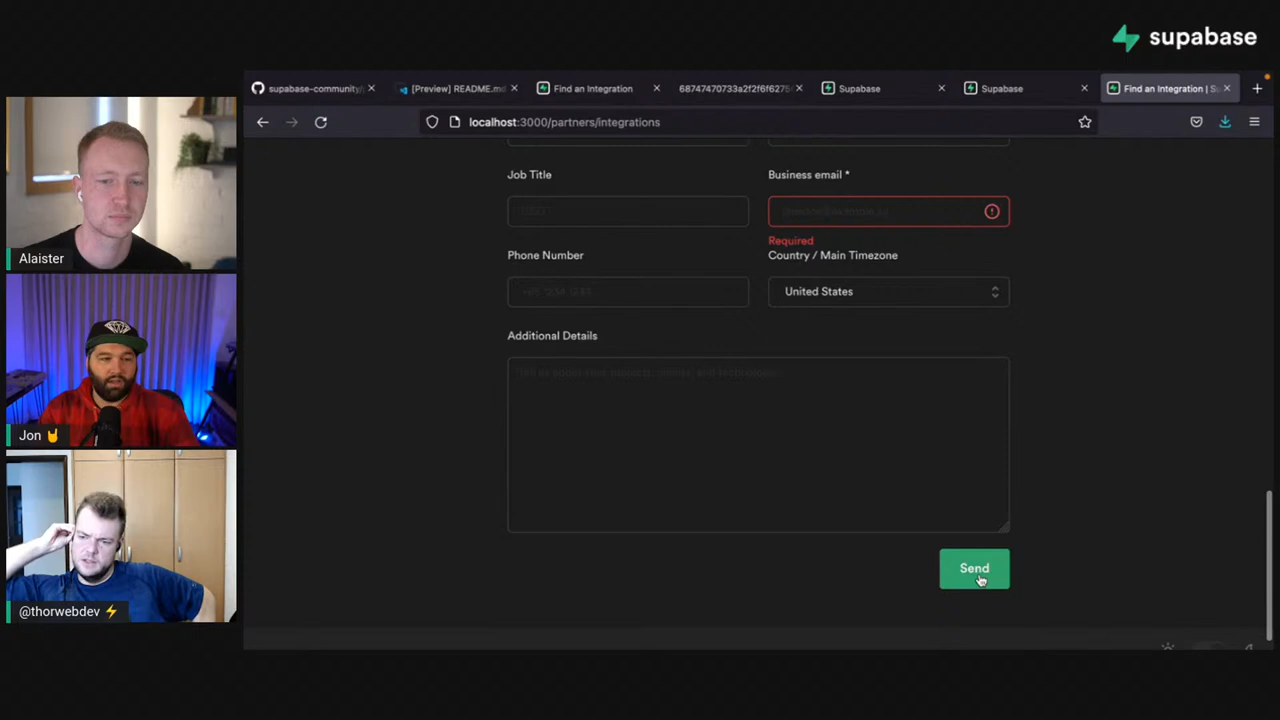 supabase
supabase-community/
[Preview] README.md
Find an Integration
68747470733a2f2f6f6275
Supabase
Supabase
Find an Integration | Su
localhost:3000/partners/integrations
Job Title
Business email *
Required
Phone Number
Country / Main Timezone
United States
Additional Details
Send
Alaister
Jon 🤘
@thorwebdev ⚡